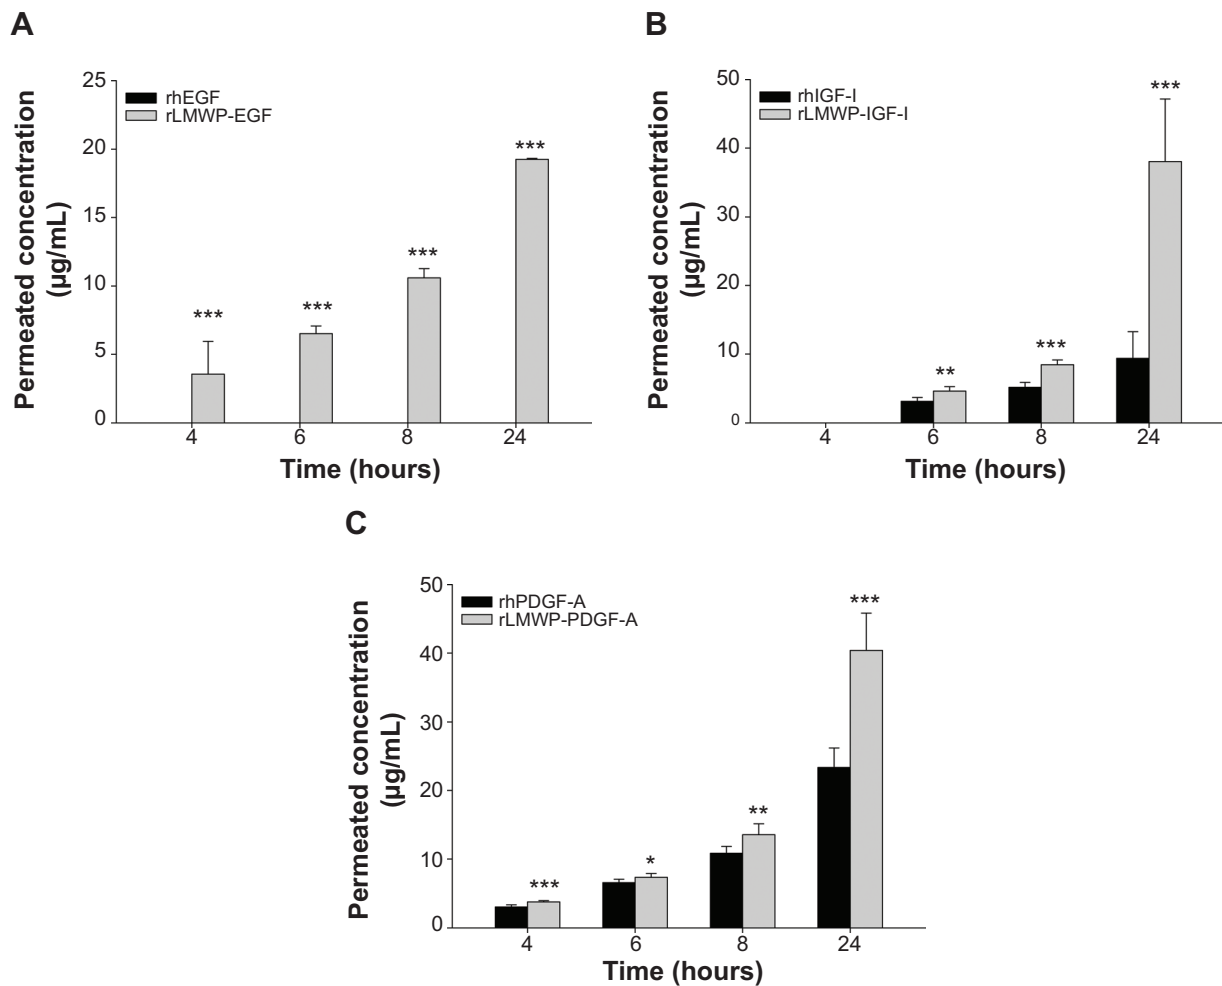 A
Permeated concentration
(µg/mL)
25
20
15
10
5
0
rhEGF
rLMWP-EGF
***
***
***
***
4 6 8 24
Time (hours)
B
Permeated concentration
(µg/mL)
50
40
30
20
10
0
rhIGF-I
rLMWP-IGF-I
**
***
***
4 6 8 24
Time (hours)
C
Permeated concentration
(µg/mL)
50
40
30
20
10
0
rhPDGF-A
rLMWP-PDGF-A
***
*
**
***
4 6 8 24
Time (hours)